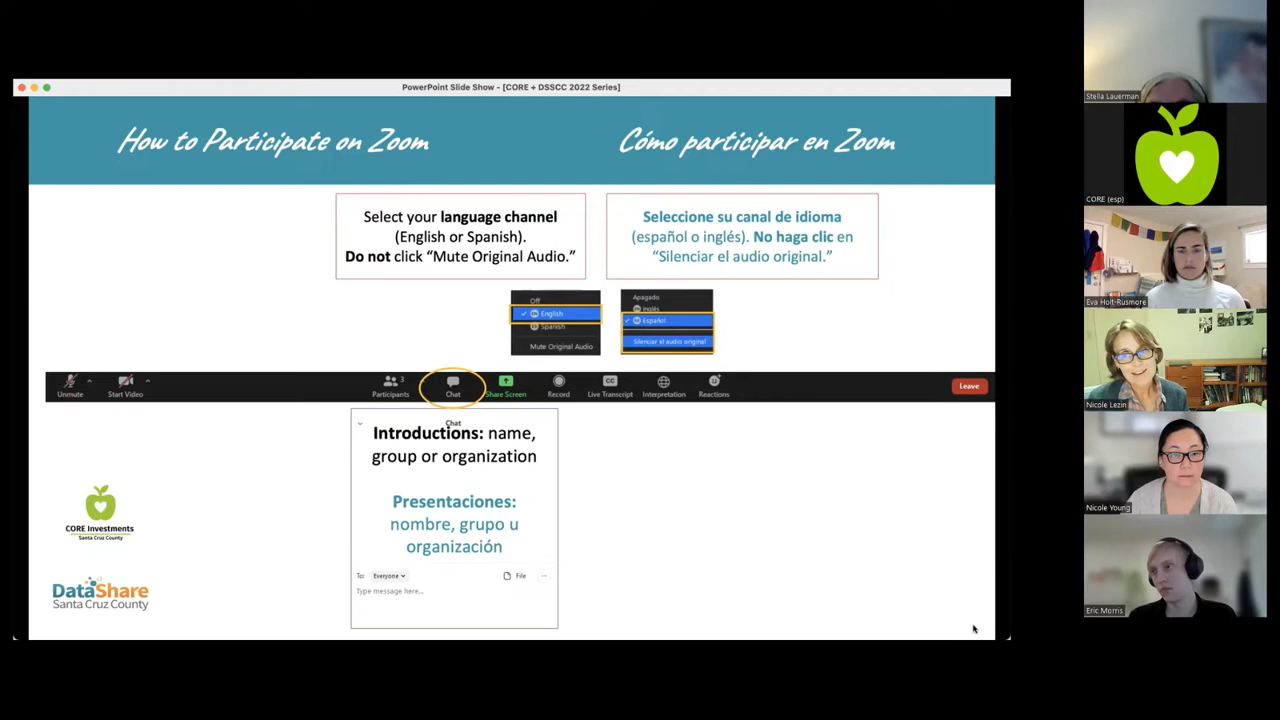 PowerPoint Slide Show - [CORE + DSSCC 2022 Series]
How to Participate on Zoom
Cómo participar en Zoom
Select your language channel
(English or Spanish).
Do not click “Mute Original Audio.”
Seleccione su canal de idioma
(español o inglés). No haga clic en
“Silenciar el audio original.”
Off
EN English
Spanish
Mute Original Audio
Apagado
Inglés
Español
Silenciar el audio original
Unmute
Start Video
Participants 3
Chat
Share Screen
Record
CC
Live Transcript
Interpretation
Reactions
Leave
Chat
Introductions: name,
group or organization
Presentaciones:
nombre, grupo u
organización
To: Everyone
File
Type message here...
CORE Investments
Santa Cruz County
DataShare
Santa Cruz County
Stella Lauerman
CORE (esp)
Eva Holt-Rusmore
Nicole Lezin
Nicole Young
Eric Morris